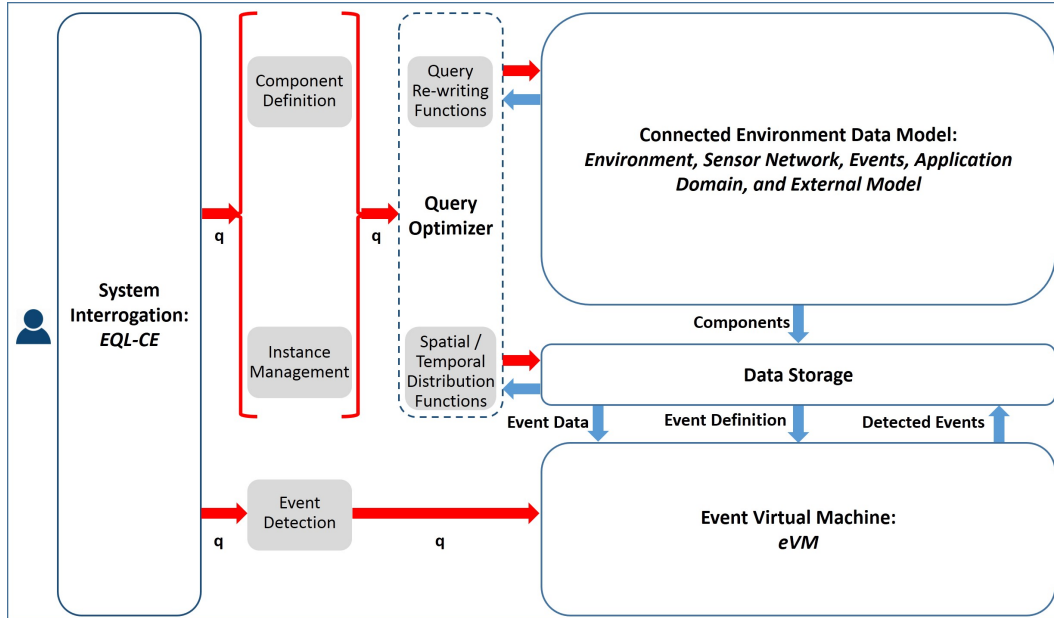 System
Interrogation:
EQL-CE
q
Component
Definition
Instance
Management
q
Query
Re-writing
Functions
Query
Optimizer
Spatial /
Temporal
Distribution
Functions
Connected Environment Data Model:
Environment, Sensor Network, Events, Application
Domain, and External Model
Components
Data Storage
Event Data
Event Definition
Detected Events
q
Event
Detection
q
Event Virtual Machine:
eVM